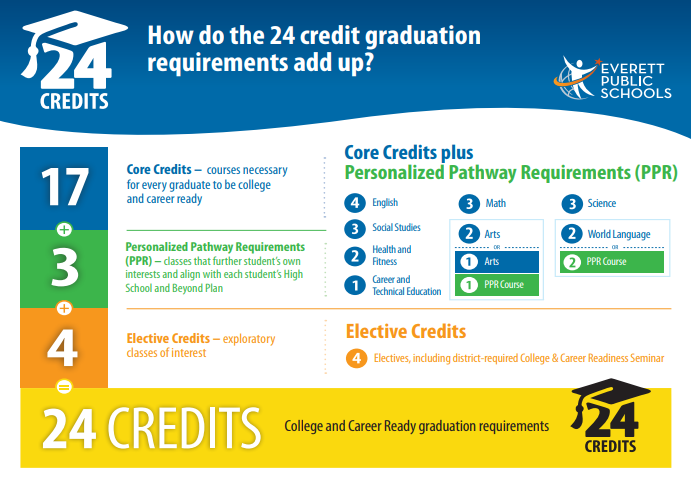 24
CREDITS
How do the 24 credit graduation
requirements add up?
EVERETT
PUBLIC
SCHOOLS
17
Core Credits – courses necessary
for every graduate to be college
and career ready
+
3
Personalized Pathway Requirements
(PPR) – classes that further student's own
interests and align with each student's High
School and Beyond Plan
+
4
Elective Credits – exploratory
classes of interest
=
Core Credits plus
Personalized Pathway Requirements (PPR)
4 English
3 Social Studies
2 Health and
Fitness
1 Career and
Technical Education
3 Math
2 Arts
OR
1 Arts
1 PPR Course
3 Science
2 World Language
OR
2 PPR Course
Elective Credits
4 Electives, including district-required College & Career Readiness Seminar
24 CREDITS
College and Career Ready graduation requirements
24
CREDITS